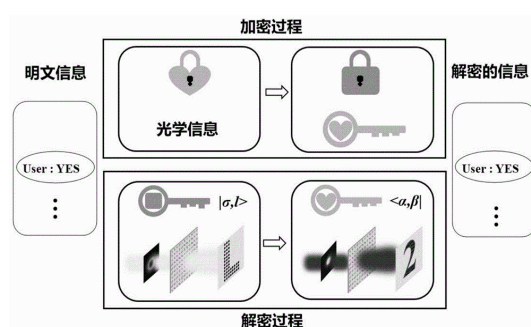 加密过程
明文信息
解密的信息
光学信息
User : YES
User : YES
|σ,l>
<α,β|
L
2
解密过程